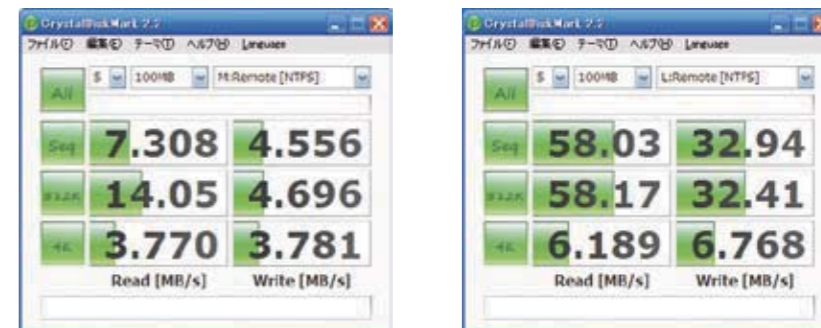 CrystalDiskMark 2.2
ファイル(F) 編集(E) テーマ(T) ヘルプ(H) Language
All 5 100MB M:Remote [NTFS]
Seq 7.308 4.556
512K 14.05 4.696
4K 3.770 3.781
Read [MB/s] Write [MB/s]
CrystalDiskMark 2.2
ファイル(F) 編集(E) テーマ(T) ヘルプ(H) Language
All 5 100MB L:Remote [NTFS]
Seq 58.03 32.94
512K 58.17 32.41
4K 6.189 6.768
Read [MB/s] Write [MB/s]